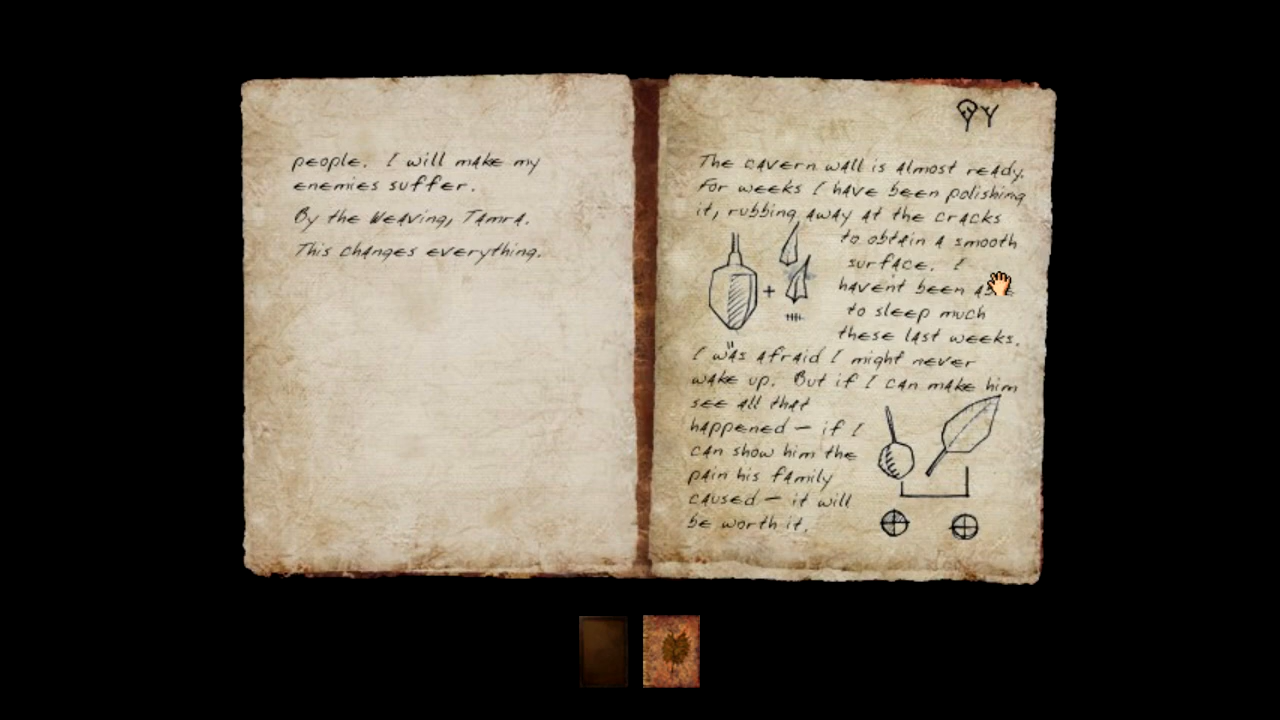 people. I will make my
enemies suffer.
By the Weaving, Tamra.
This changes everything.
The cavern wall is almost ready.
For weeks I have been polishing
it, rubbing away at the cracks
to obtain a smooth
surface. I
havent been able
to sleep much
these last weeks.
I was afraid I might never
wake up. But if I can make him
see all that
happened — if I
can show him the
pain his family
caused — it will
be worth it.